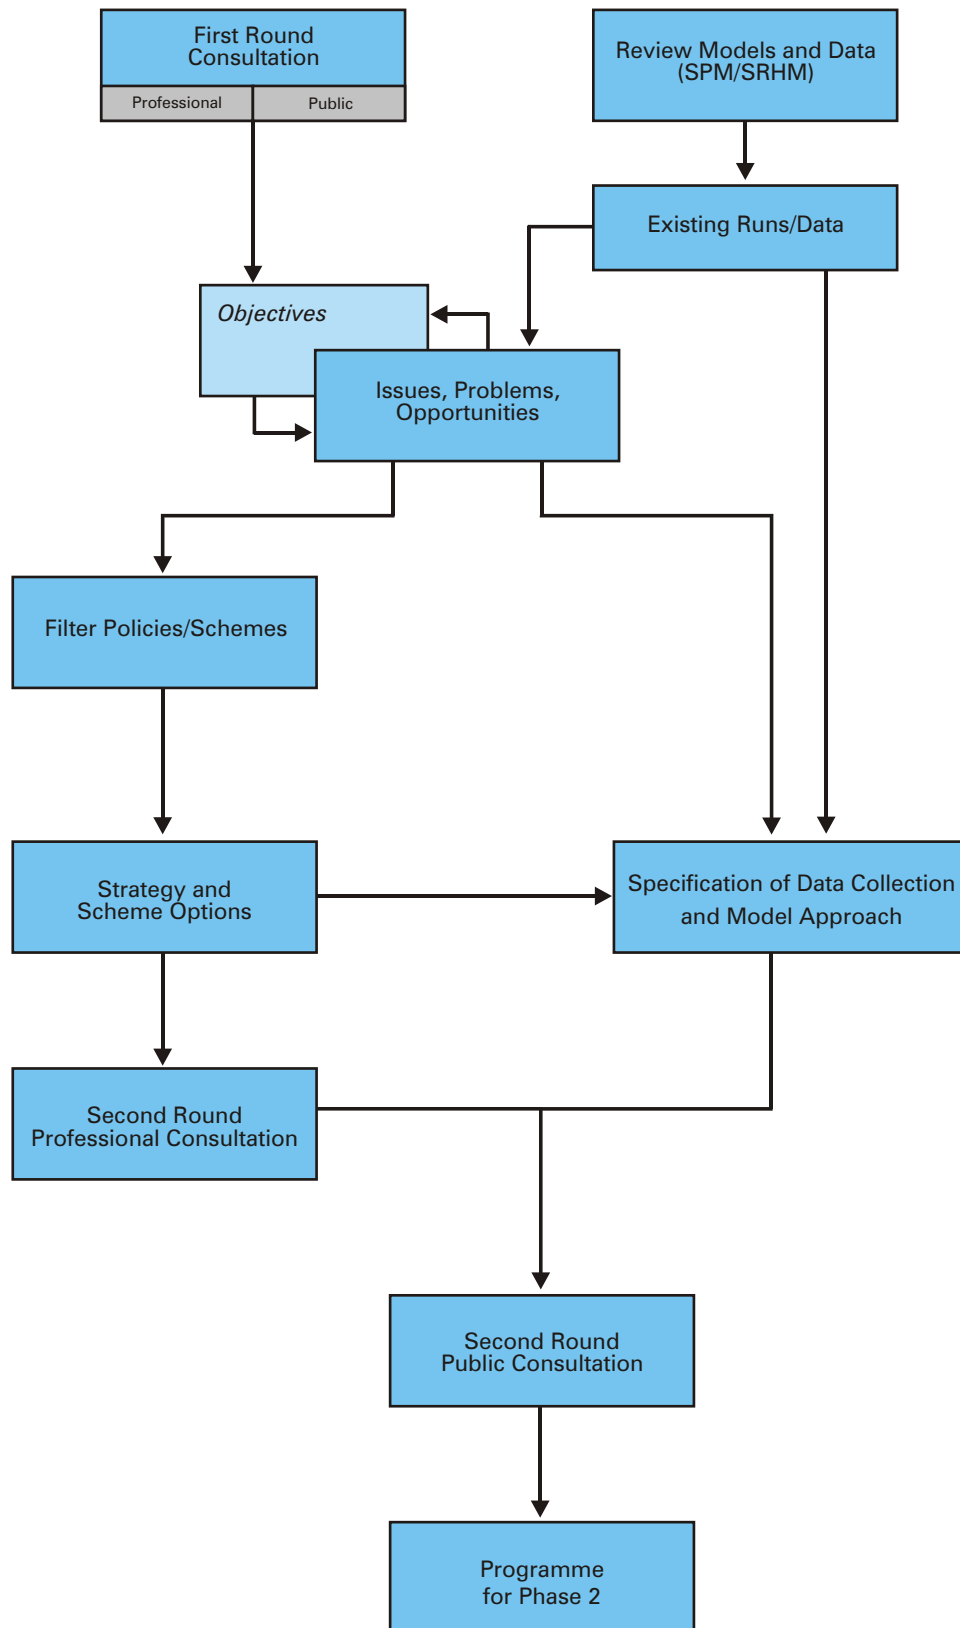 First Round
Consultation
Professional
Public
Review Models and Data
(SPM/SRHM)
Existing Runs/Data
Objectives
Issues, Problems,
Opportunities
Filter Policies/Schemes
Strategy and
Scheme Options
Specification of Data Collection
and Model Approach
Second Round
Professional Consultation
Second Round
Public Consultation
Programme
for Phase 2